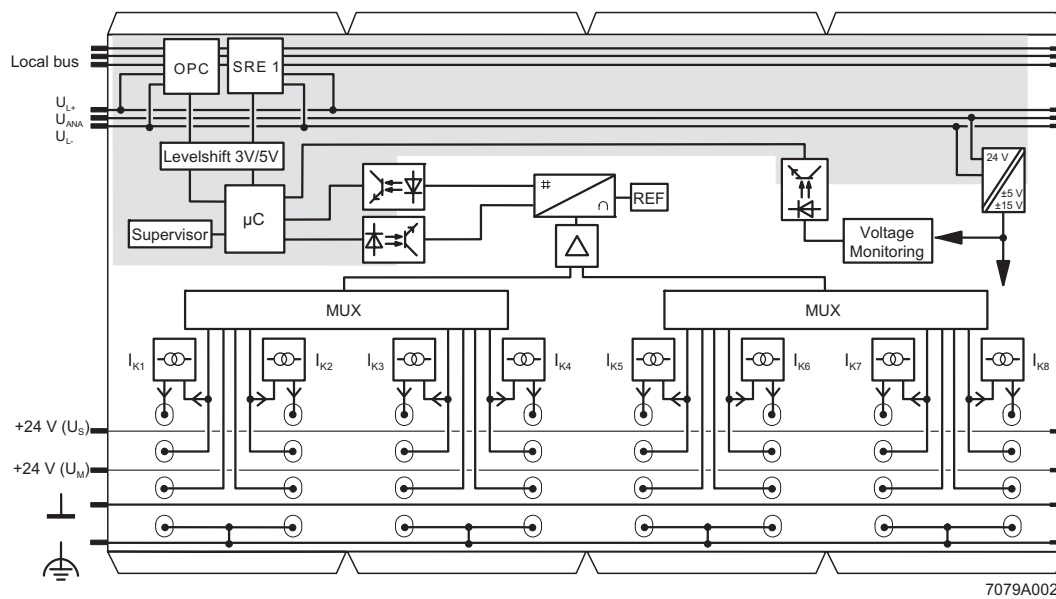 Local bus
OPC
SRE 1
U_L+
U_ANA
U_L-
Levelshift 3V/5V
µC
Supervisor
#
∩
REF
24 V
±5 V
±15 V
Voltage
Monitoring
MUX
MUX
I_K1
I_K2
I_K3
I_K4
I_K5
I_K6
I_K7
I_K8
+24 V (U_S)
+24 V (U_M)
7079A002